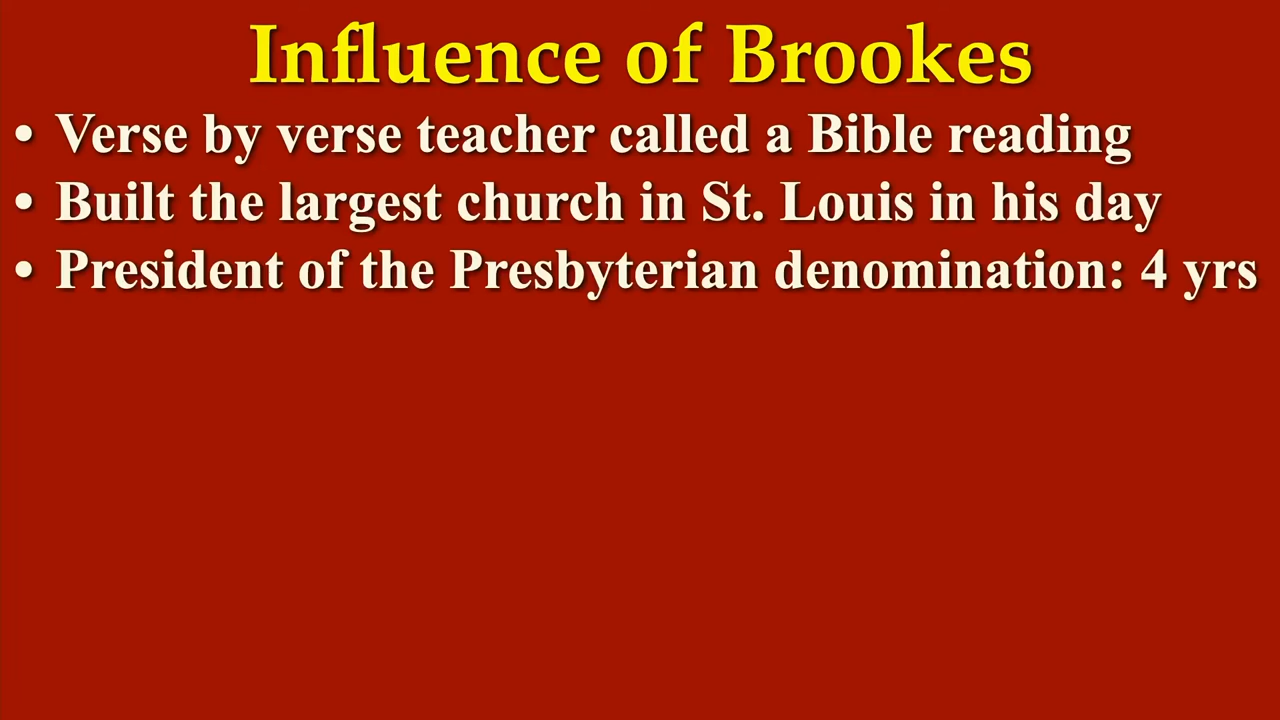 Influence of Brookes
• Verse by verse teacher called a Bible reading
• Built the largest church in St. Louis in his day
• President of the Presbyterian denomination: 4 yrs